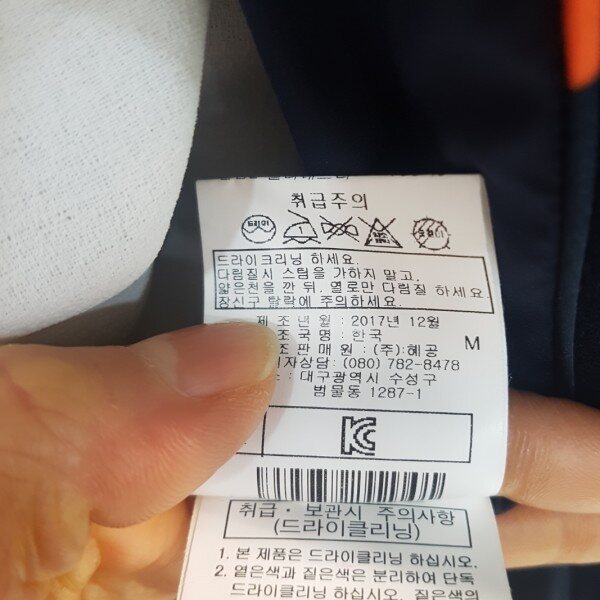 취급주의
드라이
드라이크리닝 하세요.
다림질시 스팀을 가하지 말고,
얇은천을 깐 뒤, 열로만 다림질 하세요.
장신구 탈락에 주의하세요.
제조년월 : 2017년 12월
조국명 : 한국
조판매원 : (주)혜공
M
자상담: (080) 782-8478
: 대구광역시 수성구
범물동 1287-1
취급· 보관시 주의사항
(드라이클리닝)
1. 본 제품은 드라이클리닝 하십시오.
2. 옅은색과 짙은색은 분리하여 단독
드라이클리닝 하십시오. 짙은색의